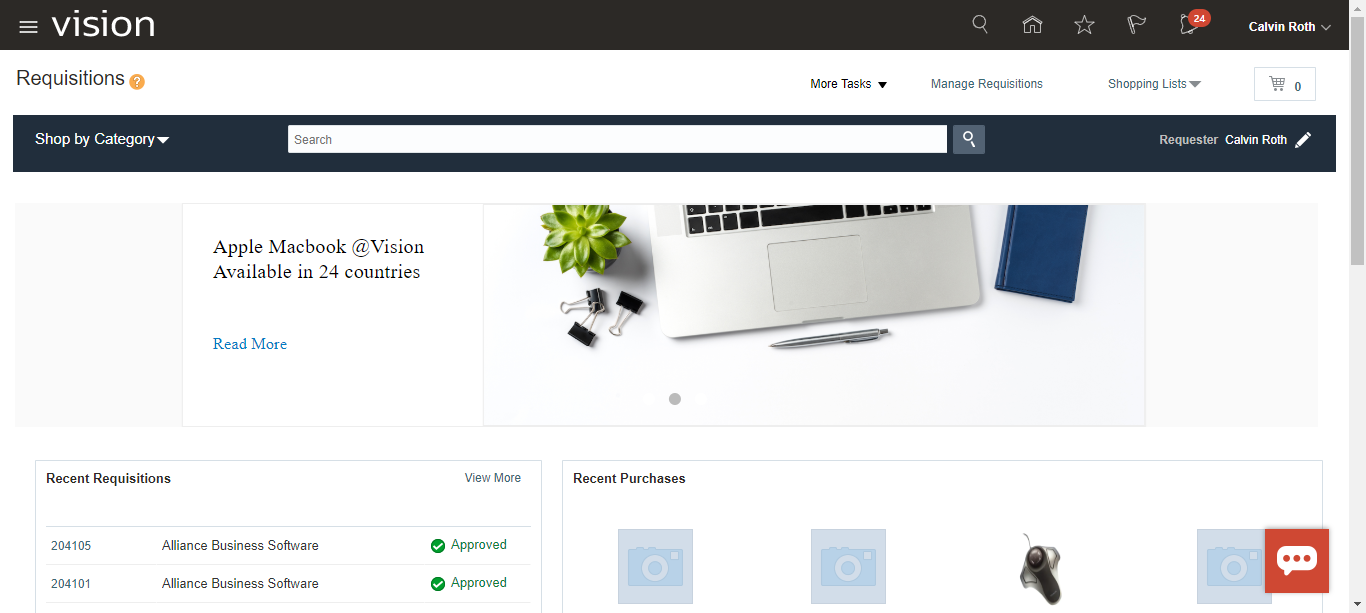 vision
24
Calvin Roth
Requisitions ?
More Tasks
Manage Requisitions
Shopping Lists
0
Shop by Category
Search
Requester Calvin Roth
Apple Macbook @Vision
Available in 24 countries
Read More
Recent Requisitions
View More
204105 Alliance Business Software Approved
204101 Alliance Business Software Approved
Recent Purchases